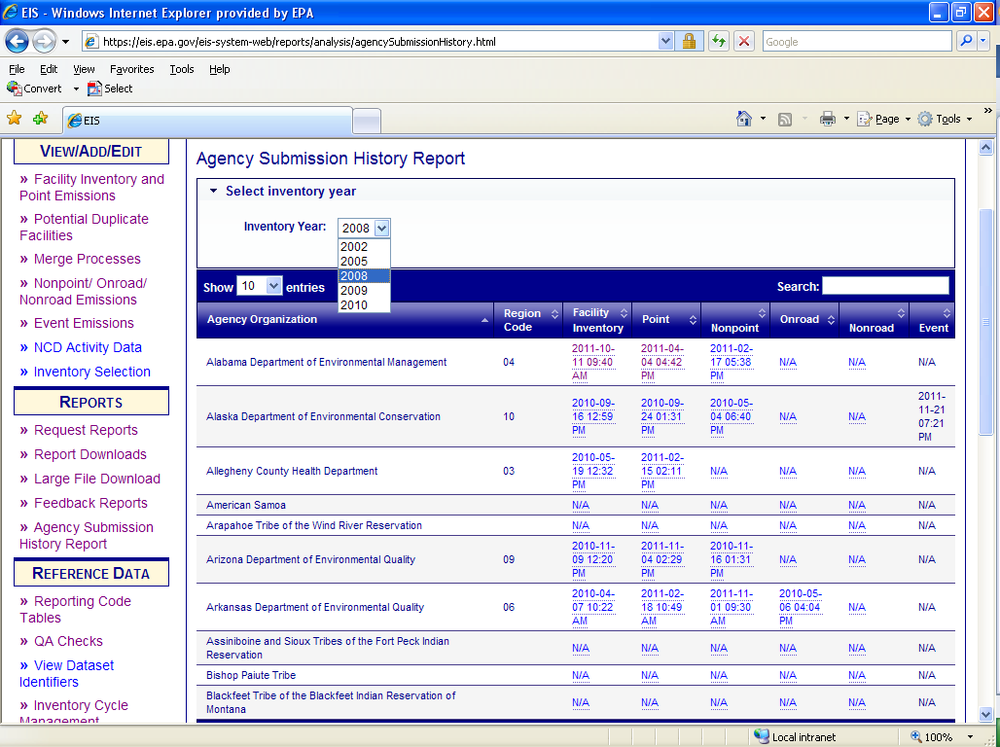 EIS - Windows Internet Explorer provided by EPA
https://eis.epa.gov/eis-system-web/reports/analysis/agencySubmissionHistory.html
Google
File Edit View Favorites Tools Help
Convert Select
EIS
Page Tools
VIEW/ADD/EDIT
» Facility Inventory and
Point Emissions
» Potential Duplicate
Facilities
» Merge Processes
» Nonpoint/ Onroad/
Nonroad Emissions
» Event Emissions
» NCD Activity Data
» Inventory Selection
REPORTS
» Request Reports
» Report Downloads
» Large File Download
» Feedback Reports
» Agency Submission
History Report
REFERENCE DATA
» Reporting Code
Tables
» QA Checks
» View Dataset
Identifiers
» Inventory Cycle
Management
Agency Submission History Report
Select inventory year
Inventory Year: 2008
2002
2005
2008
2009
2010
Show 10 entries Search:
Agency Organization Region Code Facility Inventory Point Nonpoint Onroad Nonroad Event
Alabama Department of Environmental Management 04 2011-10-11 09:40 AM 2011-04-04 04:42 PM 2011-02-17 05:38 PM N/A N/A N/A
Alaska Department of Environmental Conservation 10 2010-09-16 12:59 PM 2010-09-24 01:31 PM 2010-05-04 06:40 PM N/A N/A 2011-11-21 07:21 PM
Allegheny County Health Department 03 2010-05-19 12:32 PM 2011-02-15 02:11 PM N/A N/A N/A N/A
American Samoa N/A N/A N/A N/A N/A N/A
Arapahoe Tribe of the Wind River Reservation N/A N/A N/A N/A N/A N/A
Arizona Department of Environmental Quality 09 2010-11-09 12:20 PM 2011-11-04 02:29 PM 2010-11-16 01:31 PM N/A N/A N/A
Arkansas Department of Environmental Quality 06 2010-04-07 10:22 AM 2011-02-18 10:49 AM 2011-11-01 09:30 AM 2010-05-06 04:04 PM N/A N/A
Assiniboine and Sioux Tribes of the Fort Peck Indian
Reservation N/A N/A N/A N/A N/A N/A
Bishop Paiute Tribe N/A N/A N/A N/A N/A N/A
Blackfeet Tribe of the Blackfeet Indian Reservation of
Montana N/A N/A N/A N/A N/A N/A
Local intranet 100%